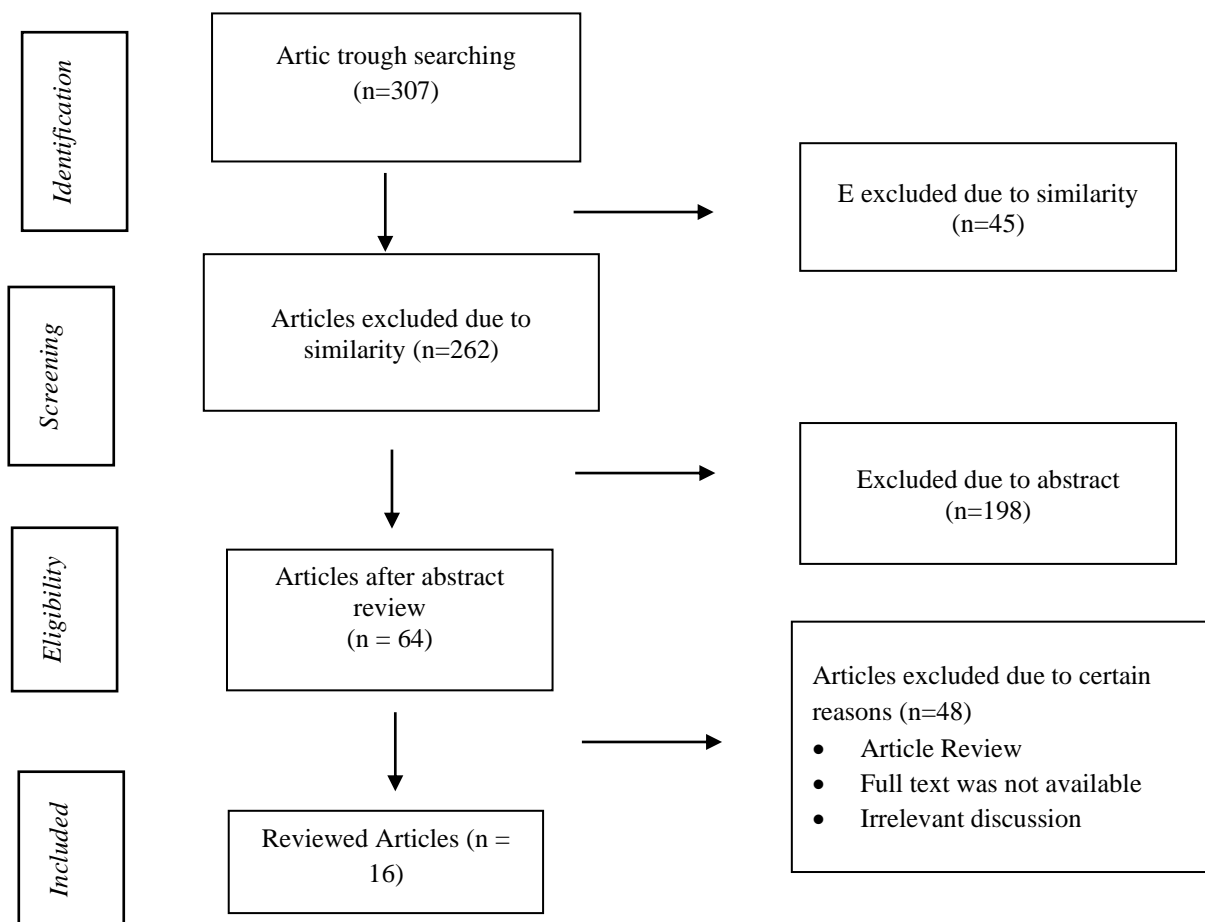 Identification
Artic trough searching
(n=307)
E excluded due to similarity
(n=45)
Screening
Articles excluded due to
similarity (n=262)
Excluded due to abstract
(n=198)
Eligibility
Articles after abstract
review
(n = 64)
Articles excluded due to certain
reasons (n=48)
• Article Review
• Full text was not available
• Irrelevant discussion
Included
Reviewed Articles (n =
16)